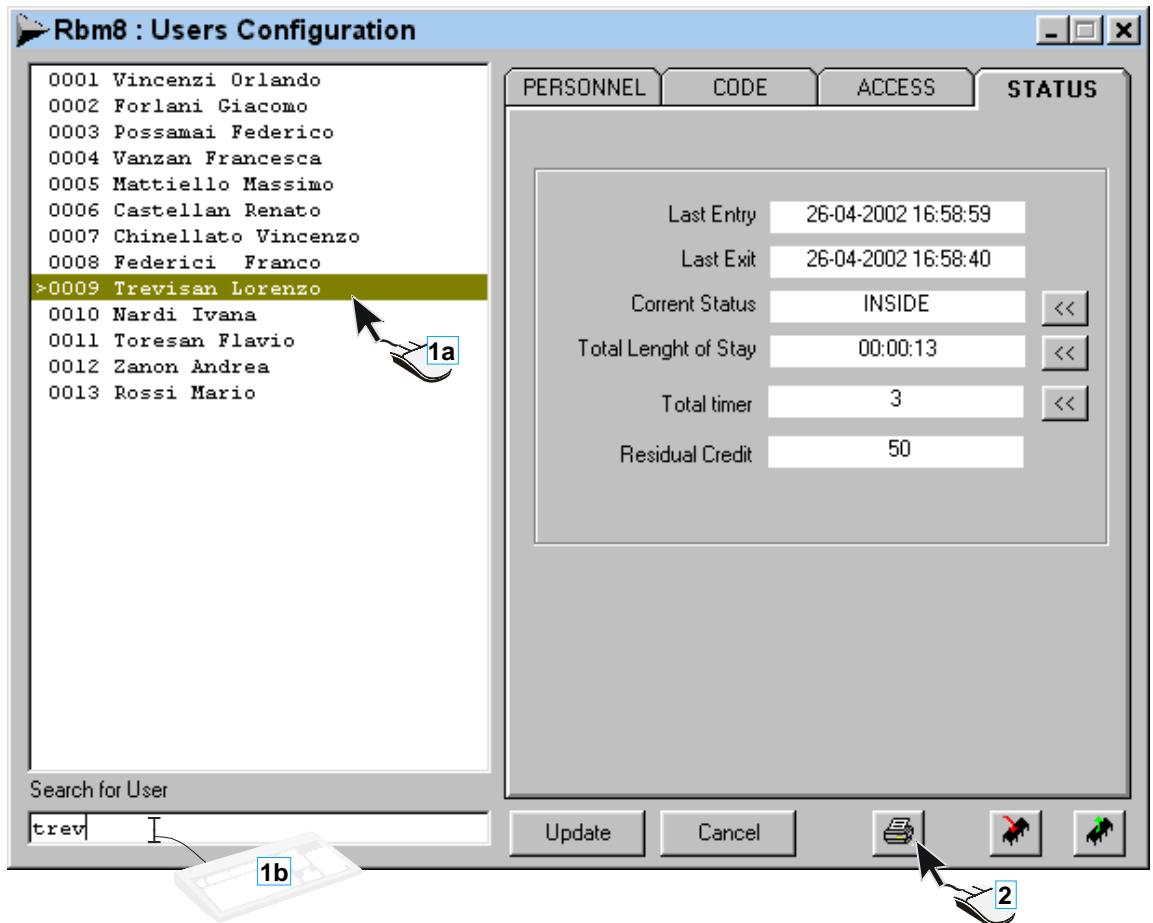 Rbm8 : Users Configuration
0001 Vincenzi Orlando
0002 Forlani Giacomo
0003 Possamai Federico
0004 Vanzan Francesca
0005 Mattiello Massimo
0006 Castellan Renato
0007 Chinellato Vincenzo
0008 Federici  Franco
>0009 Trevisan Lorenzo
0010 Nardi Ivana
0011 Toresan Flavio
0012 Zanon Andrea
0013 Rossi Mario
1a
Search for User
trev
1b
PERSONNEL CODE ACCESS STATUS
Last Entry 26-04-2002 16:58:59
Last Exit 26-04-2002 16:58:40
Corrent Status INSIDE <<
Total Lenght of Stay 00:00:13 <<
Total timer 3 <<
Residual Credit 50
Update Cancel
2